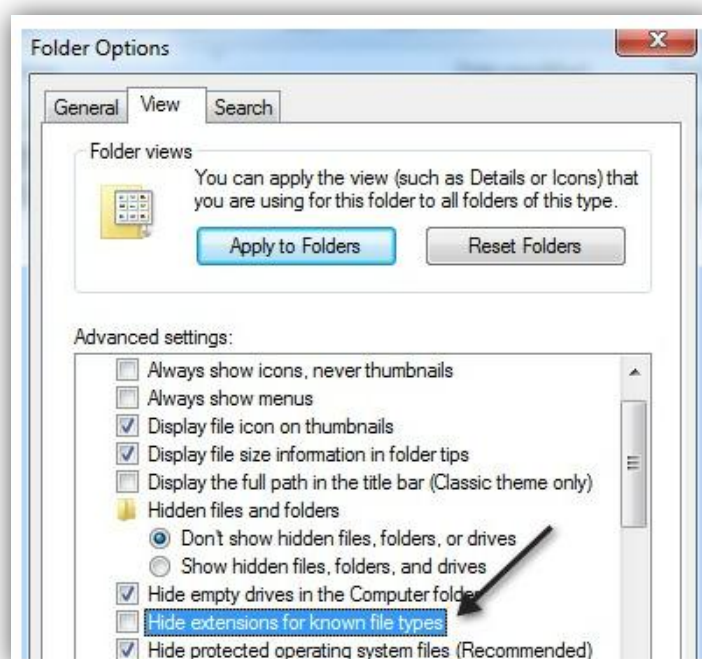 Folder Options
General View Search
Folder views
You can apply the view (such as Details or Icons) that
you are using for this folder to all folders of this type.
Apply to Folders Reset Folders
Advanced settings:
Always show icons, never thumbnails
Always show menus
Display file icon on thumbnails
Display file size information in folder tips
Display the full path in the title bar (Classic theme only)
Hidden files and folders
Don't show hidden files, folders, or drives
Show hidden files, folders, and drives
Hide empty drives in the Computer folder
Hide extensions for known file types
Hide protected operating system files (Recommended)